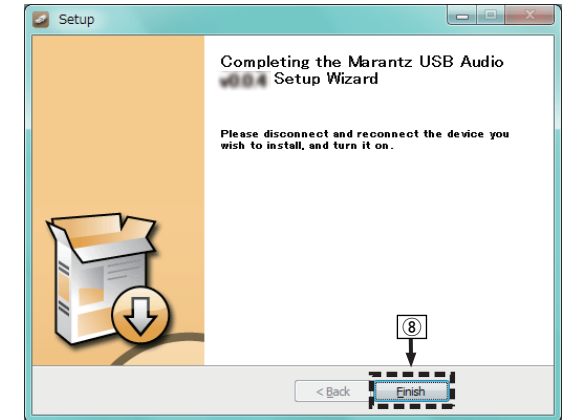 Setup
Completing the Marantz USB Audio
Setup Wizard
Please disconnect and reconnect the device you
wish to install, and turn it on.
⑧
< Back
Finish